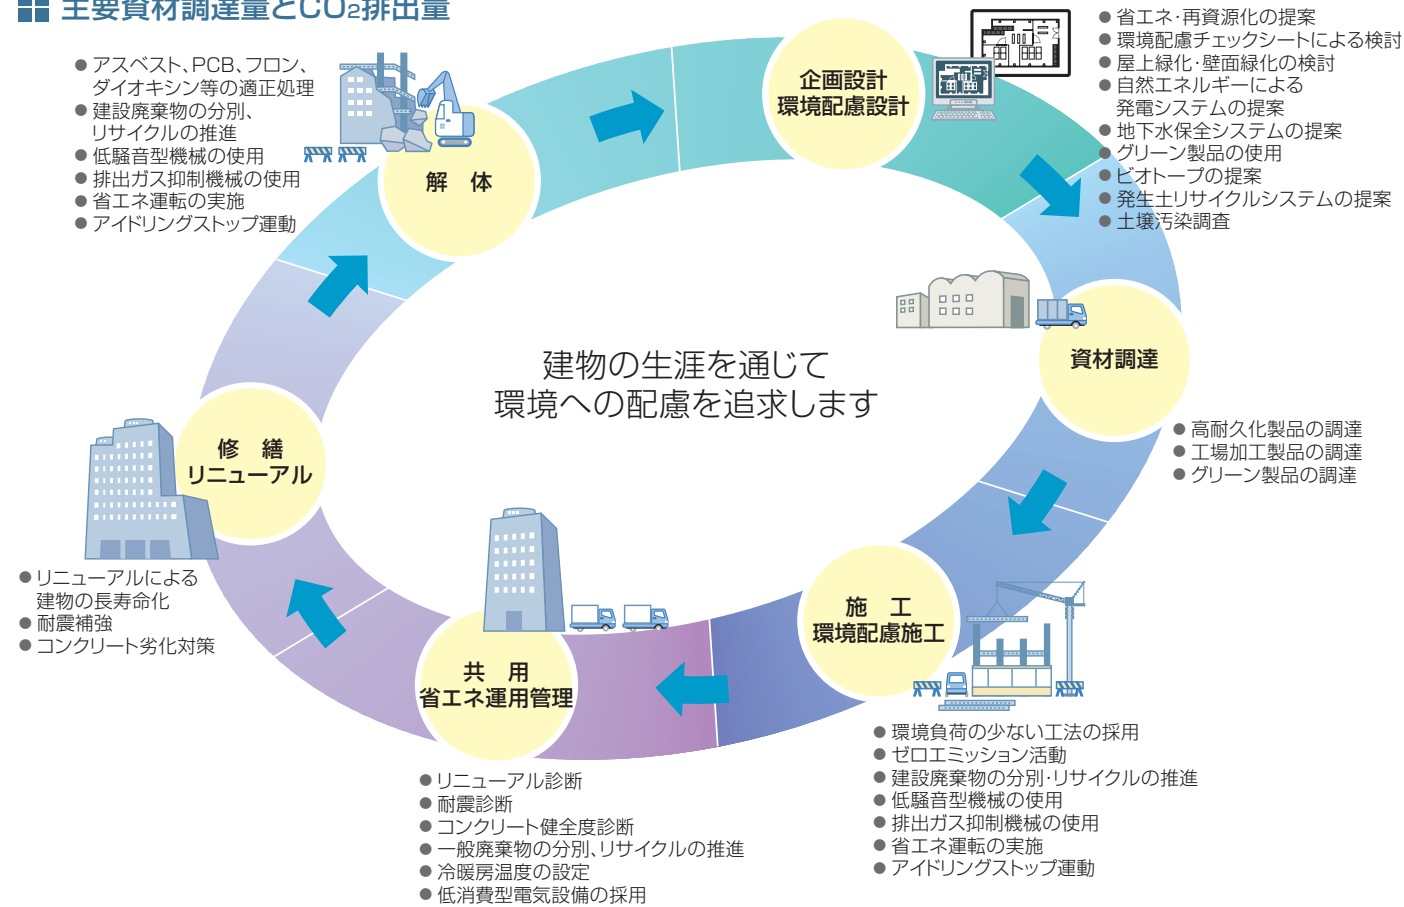 主要資材調達量とCO₂排出量
企画設計
環境配慮設計
● 省エネ・再資源化の提案
● 環境配慮チェックシートによる検討
● 屋上緑化・壁面緑化の検討
● 自然エネルギーによる
発電システムの提案
● 地下水保全システムの提案
● グリーン製品の使用
● ビオトープの提案
● 発生土リサイクルシステムの提案
● 土壌汚染調査
資材調達
● 高耐久化製品の調達
● 工場加工製品の調達
● グリーン製品の調達
施 工
環境配慮施工
● 環境負荷の少ない工法の採用
● ゼロエミッション活動
● 建設廃棄物の分別・リサイクルの推進
● 低騒音型機械の使用
● 排出ガス抑制機械の使用
● 省エネ運転の実施
● アイドリングストップ運動
共 用
省エネ運用管理
● リニューアル診断
● 耐震診断
● コンクリート健全度診断
● 一般廃棄物の分別、リサイクルの推進
● 冷暖房温度の設定
● 低消費型電気設備の採用
修 繕
リニューアル
● リニューアルによる
建物の長寿命化
● 耐震補強
● コンクリート劣化対策
解 体
● アスベスト、PCB、フロン、
ダイオキシン等の適正処理
● 建設廃棄物の分別、
リサイクルの推進
● 低騒音型機械の使用
● 排出ガス抑制機械の使用
● 省エネ運転の実施
● アイドリングストップ運動
建物の生涯を通じて
環境への配慮を追求します